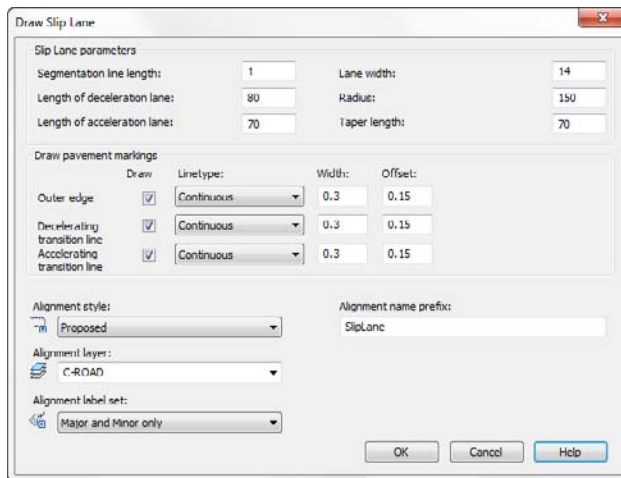 Draw Slip Lane
Slip Lane parameters
Segmentation line length: 1 Lane width: 14
Length of deceleration lane: 80 Radius: 150
Length of acceleration lane: 70 Taper length: 70
Draw pavement markings
Draw Linetype: Width: Offset:
Outer edge Continuous 0.3 0.15
Decelerating
transition line Continuous 0.3 0.15
Accelerating
transition line Continuous 0.3 0.15
Alignment style: Alignment name prefix:
Proposed SlipLane
Alignment layer:
C-ROAD
Alignment label set:
Major and Minor only
OK Cancel Help